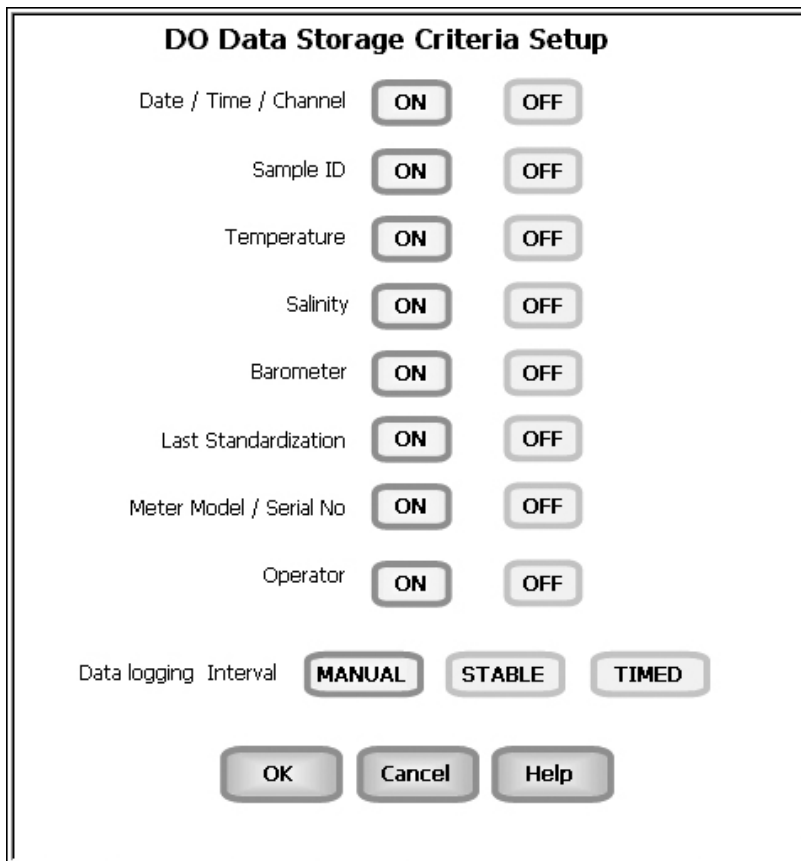 DO Data Storage Criteria Setup
Date / Time / Channel ON OFF
Sample ID ON OFF
Temperature ON OFF
Salinity ON OFF
Barometer ON OFF
Last Standardization ON OFF
Meter Model / Serial No ON OFF
Operator ON OFF
Data logging Interval MANUAL STABLE TIMED
OK Cancel Help